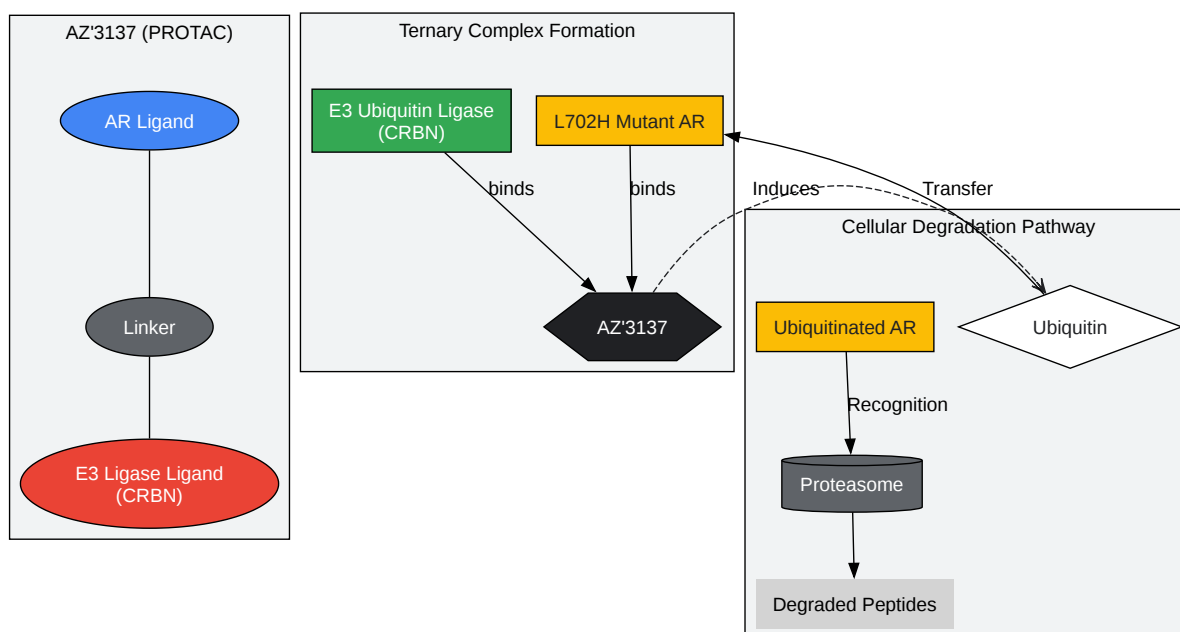 AZ'3137 (PROTAC)
AR Ligand
Linker
E3 Ligase Ligand
(CRBN)
Ternary Complex Formation
E3 Ubiquitin Ligase
(CRBN)
L702H Mutant AR
binds
binds
AZ'3137
Induces
Transfer
Cellular Degradation Pathway
Ubiquitinated AR
Ubiquitin
Recognition
Proteasome
Degraded Peptides